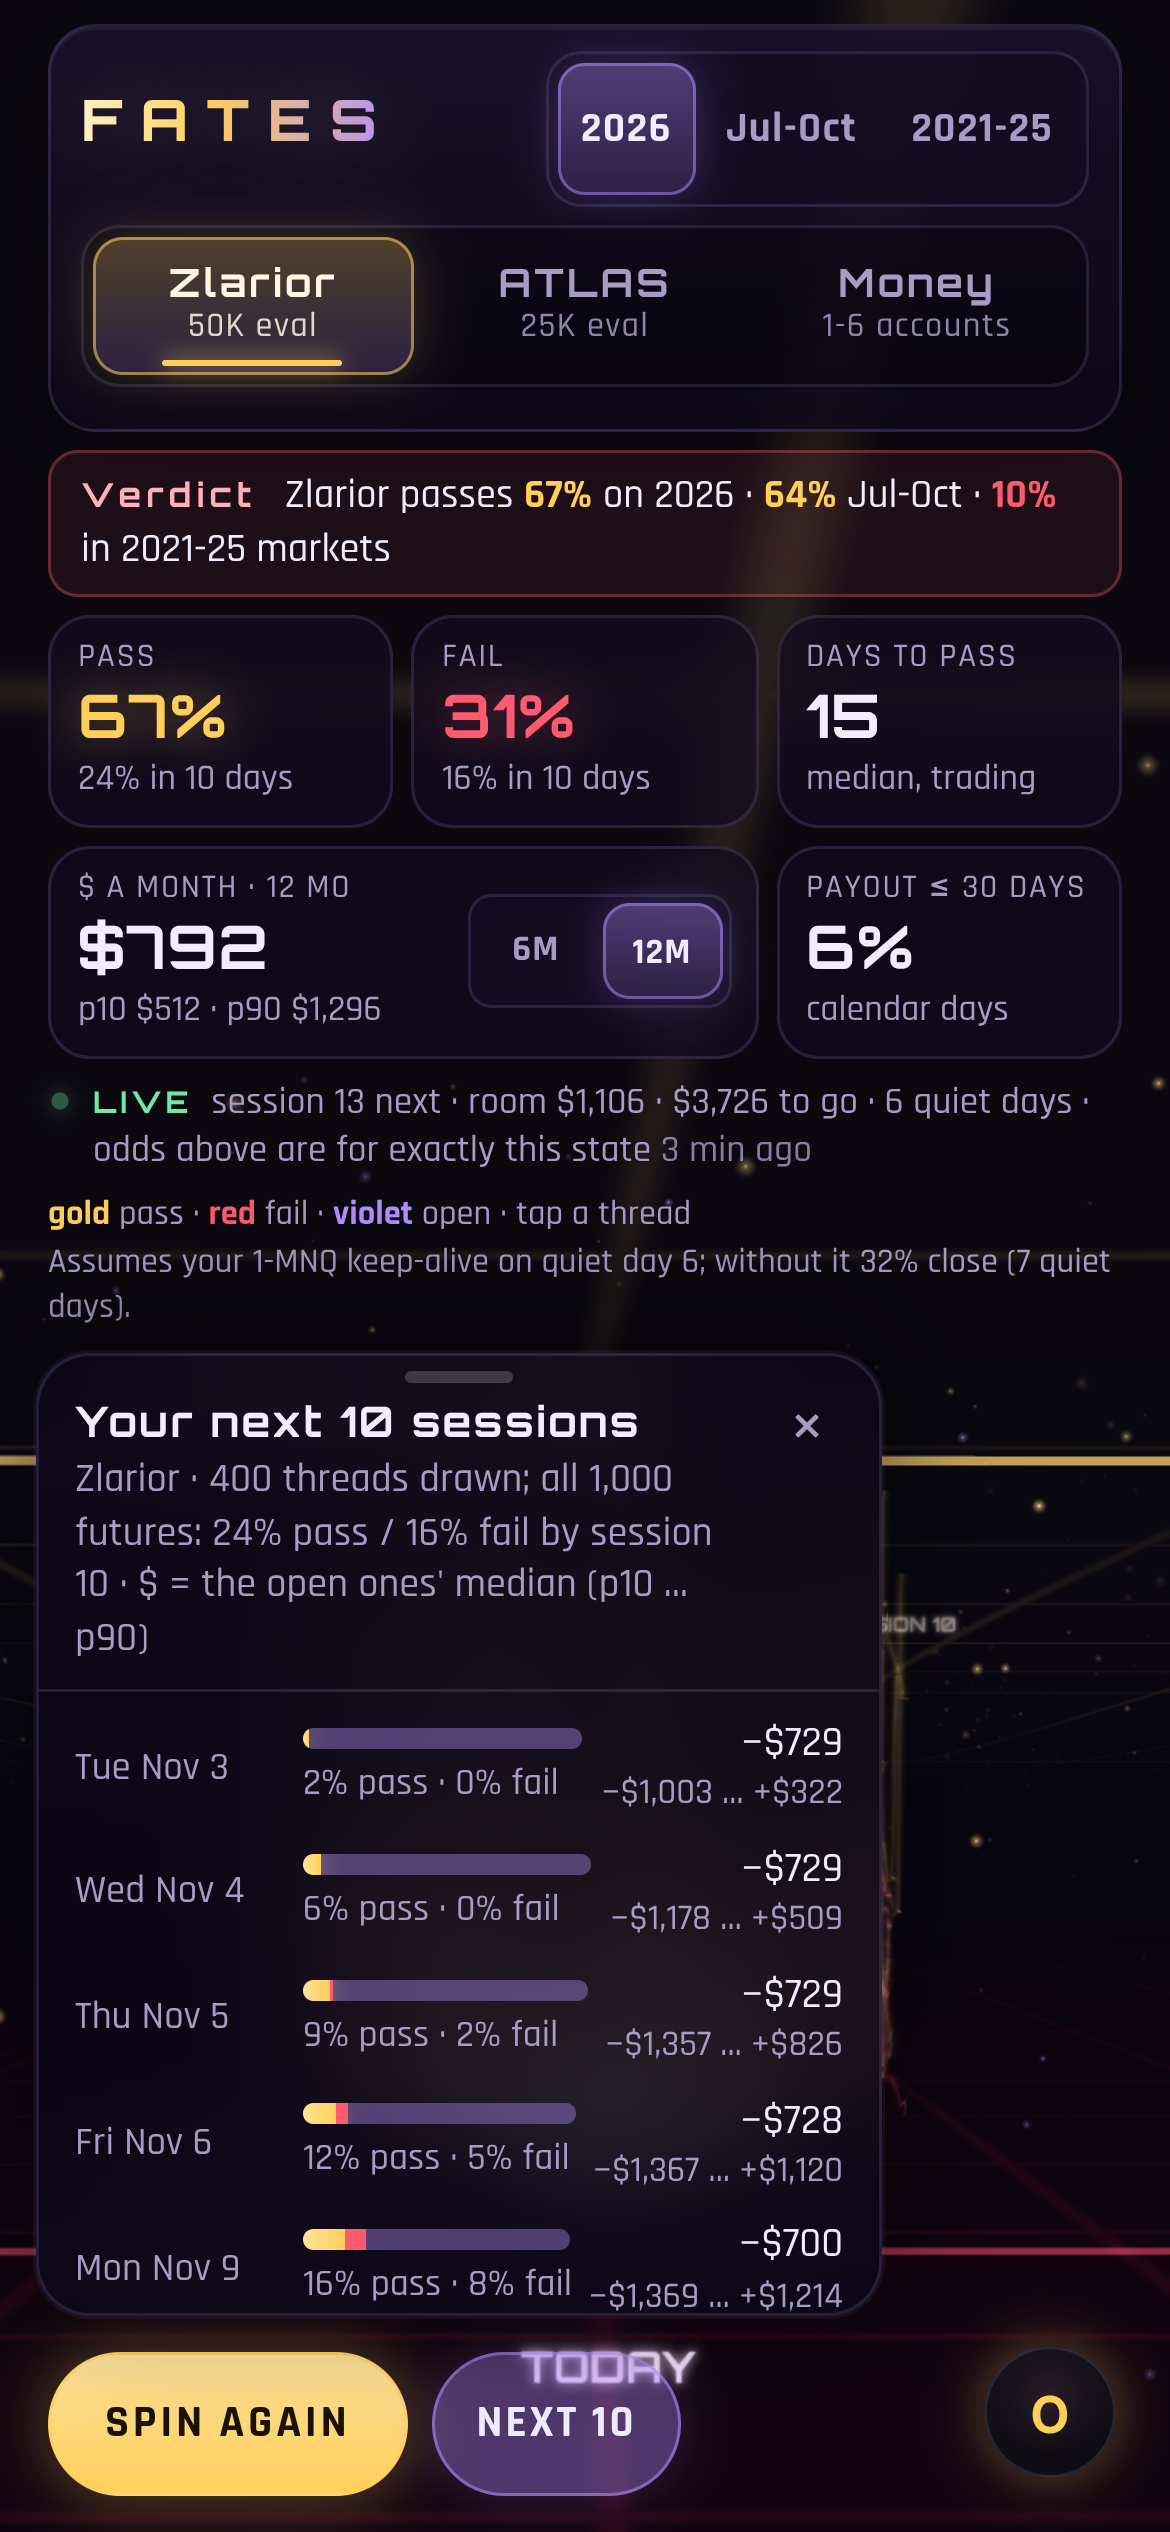 FATES
2026 Jul-Oct 2021-25
Zlarior ATLAS Money
50K eval 25K eval 1-6 accounts
Verdict Zlarior passes 67% on 2026 · 64% Jul-Oct · 10%
in 2021-25 markets
PASS FAIL DAYS TO PASS
67% 31% 15
24% in 10 days 16% in 10 days median, trading
$ A MONTH · 12 MO PAYOUT ≤ 30 DAYS
$792 6M 12M 6%
p10 $512 · p90 $1,296 calendar days
LIVE session 13 next · room $1,106 · $3,726 to go · 6 quiet days ·
odds above are for exactly this state 3 min ago
gold pass · red fail · violet open · tap a thread
Assumes your 1-MNQ keep-alive on quiet day 6; without it 32% close (7 quiet
days).
Your next 10 sessions ×
Zlarior · 400 threads drawn; all 1,000
futures: 24% pass / 16% fail by session
10 · $ = the open ones' median (p10 ...
p90)
10
Tue Nov 3 −$729
2% pass · 0% fail −$1,003 ... +$322
Wed Nov 4 −$729
6% pass · 0% fail −$1,178 ... +$509
Thu Nov 5 −$729
9% pass · 2% fail −$1,357 ... +$826
Fri Nov 6 −$728
12% pass · 5% fail −$1,367 ... +$1,120
Mon Nov 9 −$700
16% pass · 8% fail −$1,369 ... +$1,214
TODAY
SPIN AGAIN NEXT 10 O